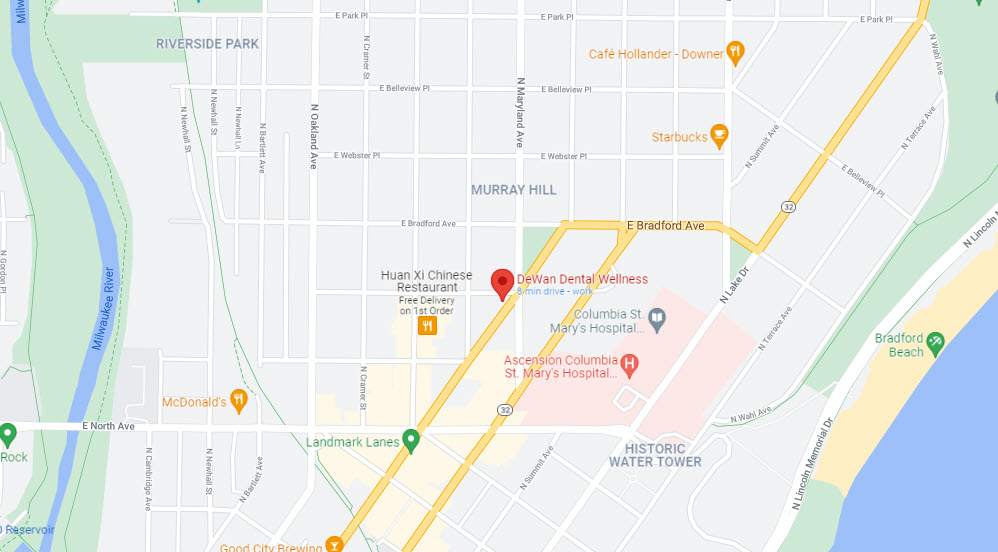 Milw
E Park Pl
E Park Pl
E Park Pl
RIVERSIDE PARK
N Cramer St
Café Hollander - Downer
N Wahl Ave
E Belleview Pl
E Belleview Pl
N Newhall St
N Newhall Ln
N Bartlett Ave
N Oakland Ave
N Maryland Ave
Starbucks
N Summit Ave
N Terrace Ave
E Webster Pl
E Webster Pl
E Belleview Pl
MURRAY HILL
32
E Bradford Ave
E Bradford Ave
N Lincoln M
N Gordon Pl
Milwaukee River
Huan Xi Chinese
Restaurant
Free Delivery
on 1st Order
DeWan Dental Wellness
8 min drive - work
N Lake Dr
Columbia St.
Mary's Hospital...
N Terrace Ave
Bradford
Beach
Ascension Columbia
St. Mary's Hospital...
H
N Cramer St
McDonald's
32
N Wahl Ave
E North Ave
Landmark Lanes
Rock
HISTORIC
WATER TOWER
N Lincoln Memorial Dr
N Cambridge Ave
N Newhall St
N Bartlett Ave
N Summit Ave
Reservoir
Good City Brewing